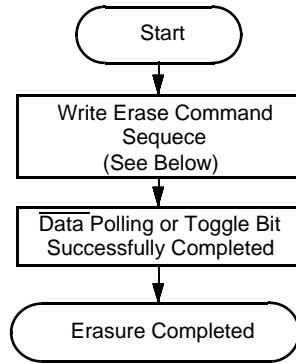 Start
Write Erase Command
Sequece
(See Below)
Data Polling or Toggle Bit
Successfully Completed
Erasure Completed